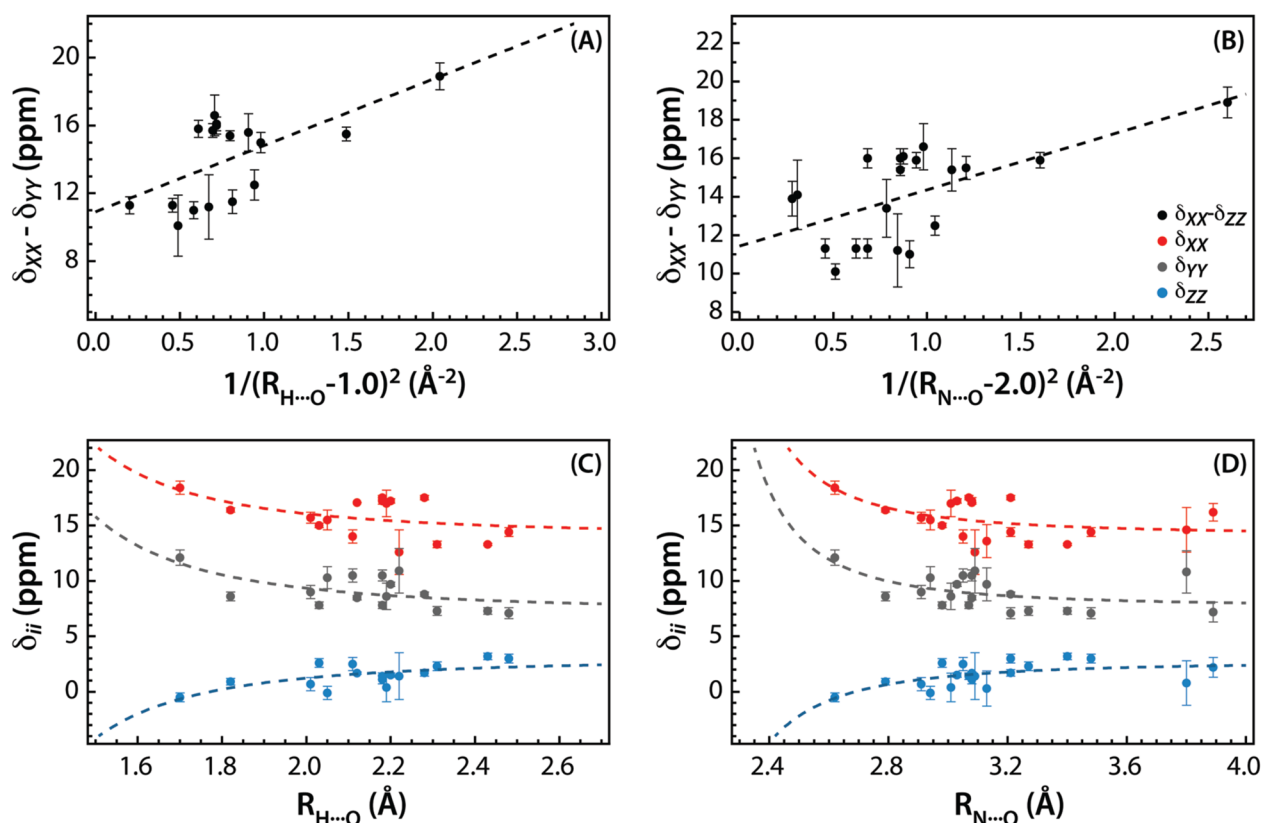 (A)
δXX - δYY (ppm)
20
16
12
8
0.0 0.5 1.0 1.5 2.0 2.5 3.0
1/(RH···O-1.0)² (Å⁻²)
(B)
δXX - δYY (ppm)
22
20
18
16
14
12
10
8
δXX-δZZ
δXX
δYY
δZZ
0.0 0.5 1.0 1.5 2.0 2.5
1/(RN···O-2.0)² (Å⁻²)
(C)
δii (ppm)
20
15
10
5
0
1.6 1.8 2.0 2.2 2.4 2.6
RH···O (Å)
(D)
δii (ppm)
20
15
10
5
0
2.4 2.8 3.2 3.6 4.0
RN···O (Å)